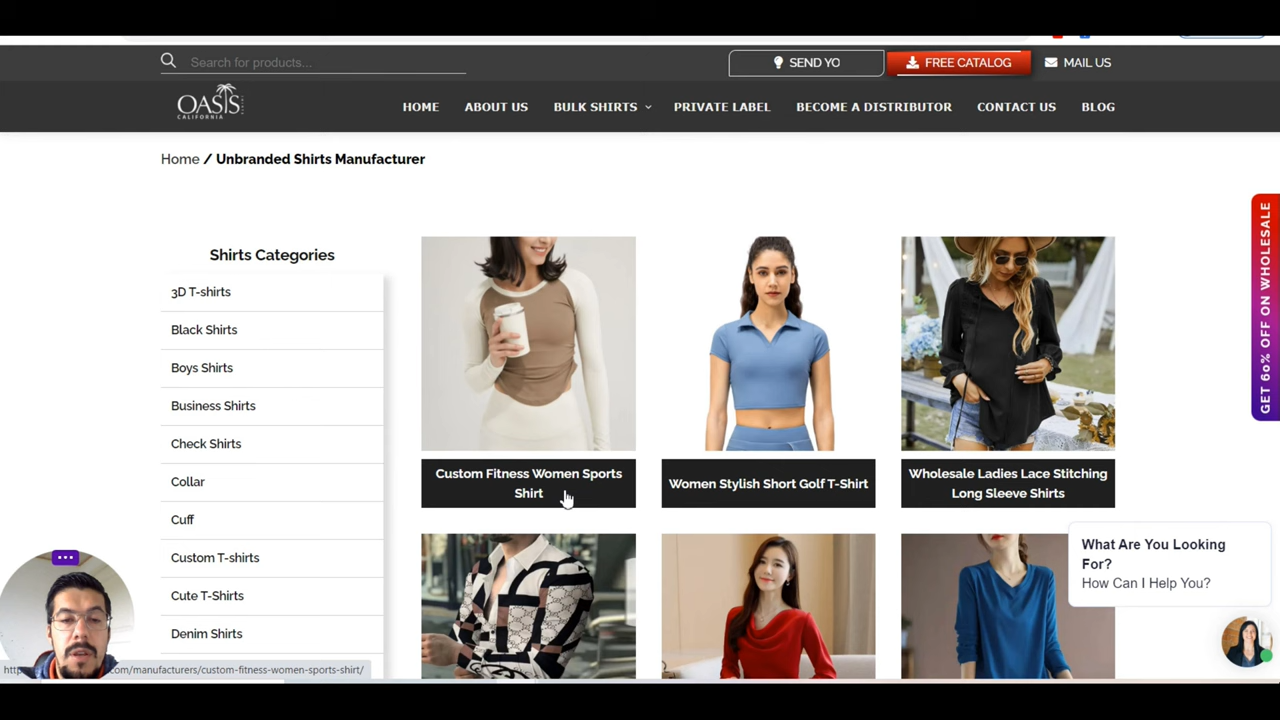 Search for products...
SEND YO
FREE CATALOG
MAIL US
OASIS
CALIFORNIA
HOME
ABOUT US
BULK SHIRTS
PRIVATE LABEL
BECOME A DISTRIBUTOR
CONTACT US
BLOG
Home / Unbranded Shirts Manufacturer
GET 60% OFF ON WHOLESALE
Shirts Categories
3D T-shirts
Black Shirts
Boys Shirts
Business Shirts
Check Shirts
Collar
Cuff
Custom T-shirts
Cute T-Shirts
Denim Shirts
Custom Fitness Women Sports
Shirt
Women Stylish Short Golf T-Shirt
Wholesale Ladies Lace Stitching
Long Sleeve Shirts
What Are You Looking
For?
How Can I Help You?
.com/manufacturers/custom-fitness-women-sports-shirt/